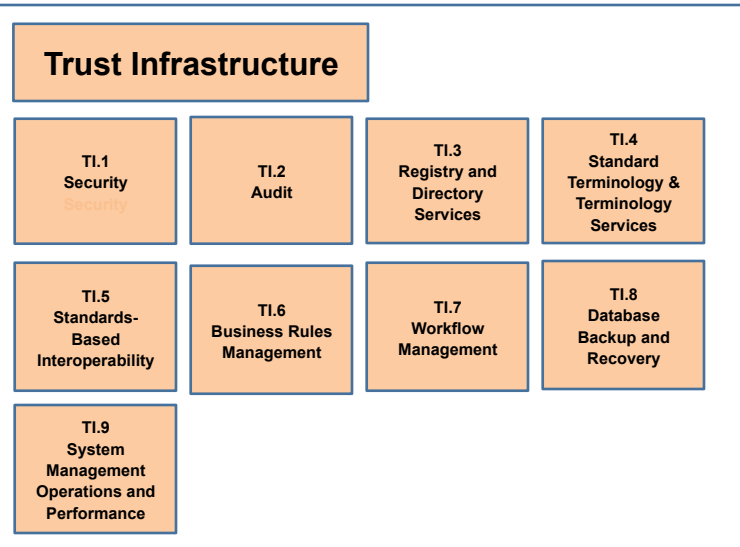 Trust Infrastructure
TI.1
Security
Security
TI.2
Audit
TI.3
Registry and
Directory
Services
TI.4
Standard
Terminology &
Terminology
Services
TI.5
Standards-
Based
Interoperability
TI.6
Business Rules
Management
TI.7
Workflow
Management
TI.8
Database
Backup and
Recovery
TI.9
System
Management
Operations and
Performance